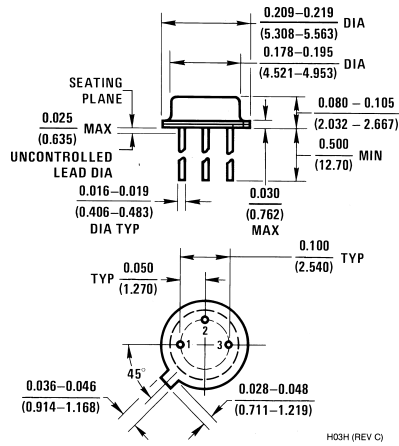 0.209–0.219 DIA
(5.308–5.563)
0.178–0.195 DIA
(4.521–4.953)
SEATING
PLANE
0.025 MAX
(0.635)
0.080 – 0.105
(2.032 – 2.667)
UNCONTROLLED
LEAD DIA
0.500 MIN
(12.70)
0.016–0.019
(0.406–0.483)
DIA TYP
0.030
(0.762)
MAX
0.100 TYP
(2.540)
TYP 0.050
(1.270)
2
1 3
45°
0.036–0.046
(0.914–1.168)
0.028–0.048
(0.711–1.219)
H03H (REV C)